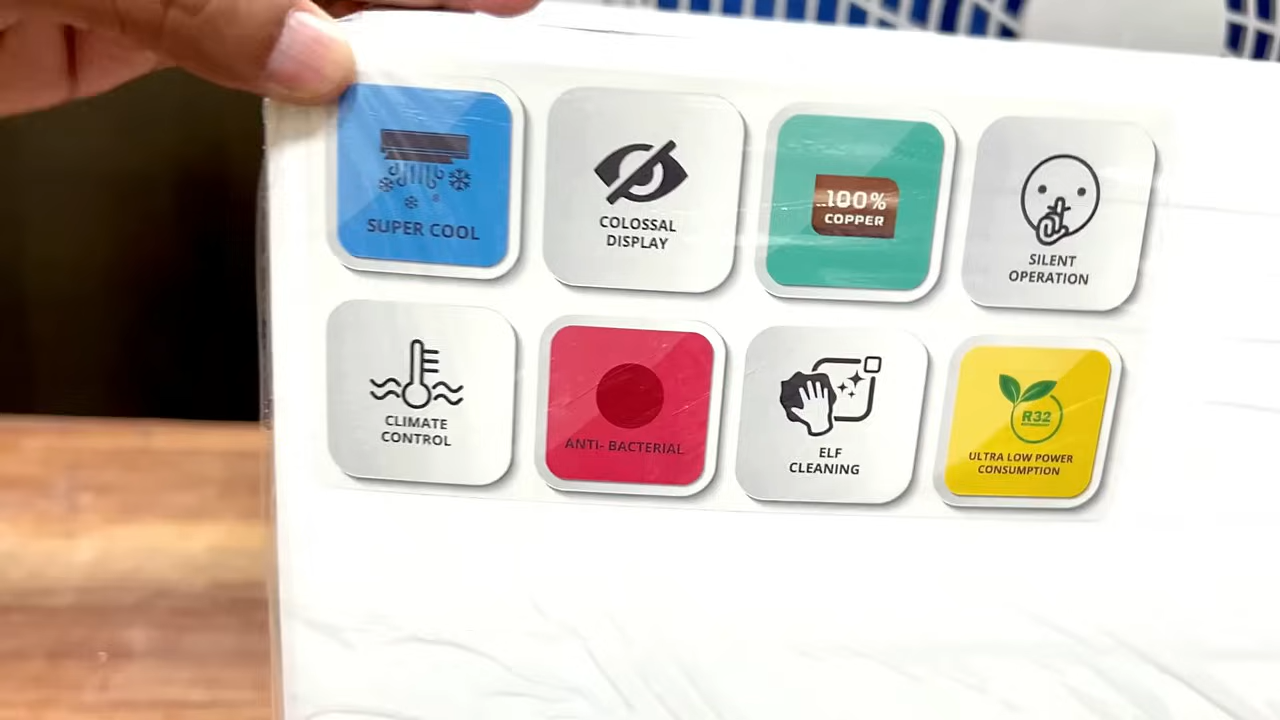 SUPER COOL
COLOSSAL
DISPLAY
100%
COPPER
SILENT
OPERATION
CLIMATE
CONTROL
ANTI- BACTERIAL
ELF
CLEANING
R32
ULTRA LOW POWER
CONSUMPTION